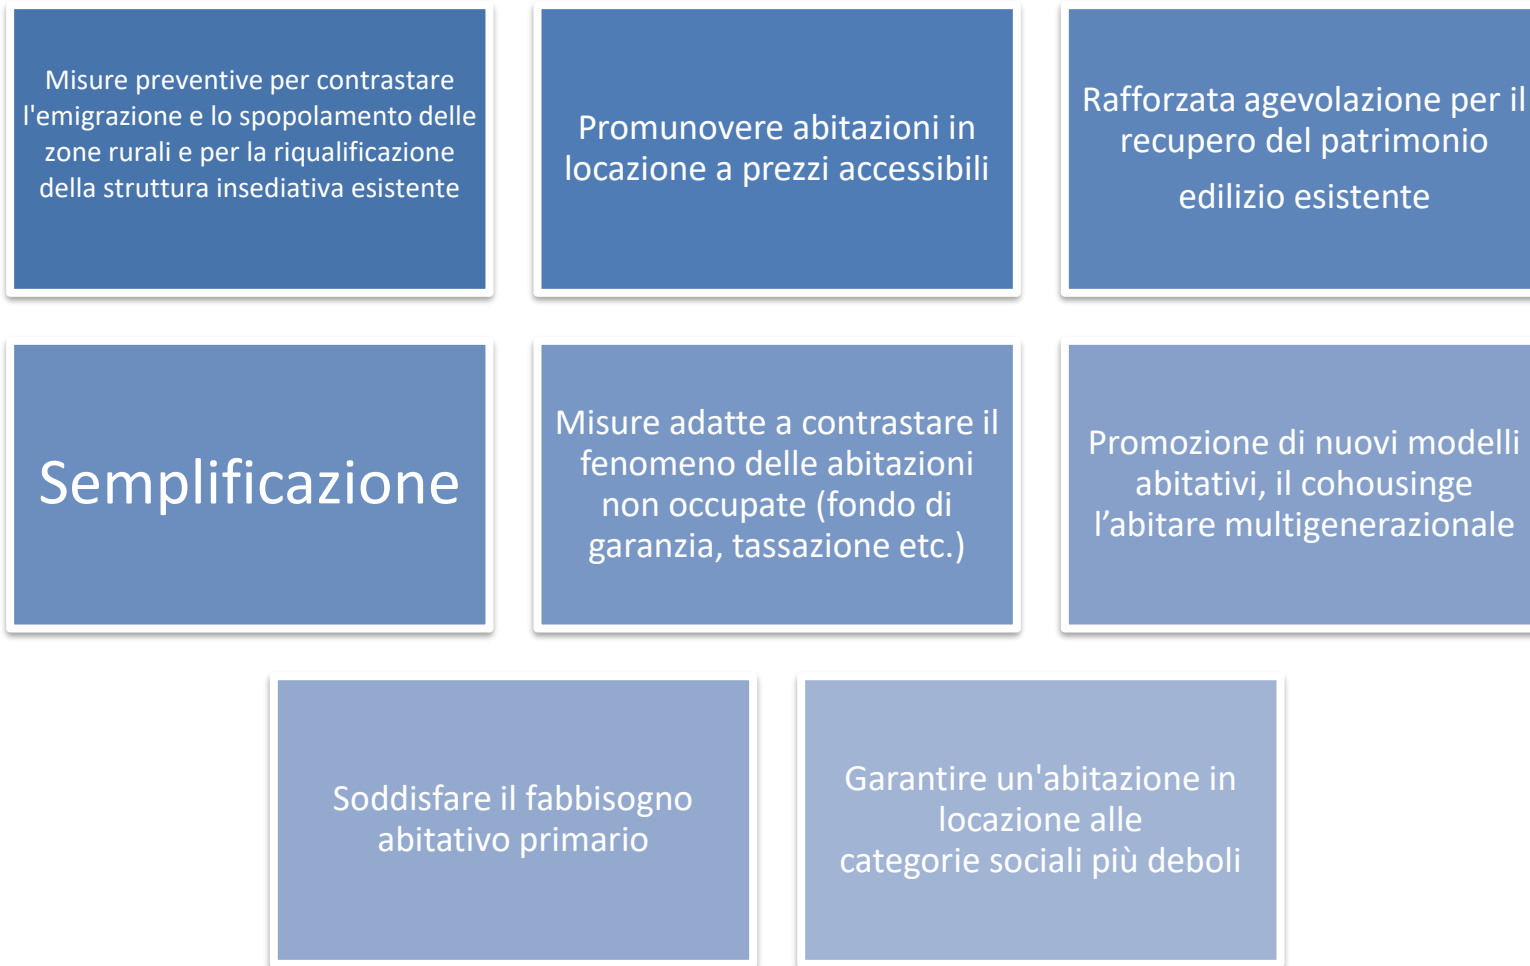 Misure preventive per contrastare
l'emigrazione e lo spopolamento delle
zone rurali e per la riqualificazione
della struttura insediativa esistente
Promunovere abitazioni in
locazione a prezzi accessibili
Rafforzata agevolazione per il
recupero del patrimonio
edilizio esistente
Semplificazione
Misure adatte a contrastare il
fenomeno delle abitazioni
non occupate (fondo di
garanzia, tassazione etc.)
Promozione di nuovi modelli
abitativi, il cohousinge
l’abitare multigenerazionale
Soddisfare il fabbisogno
abitativo primario
Garantire un'abitazione in
locazione alle
categorie sociali più deboli